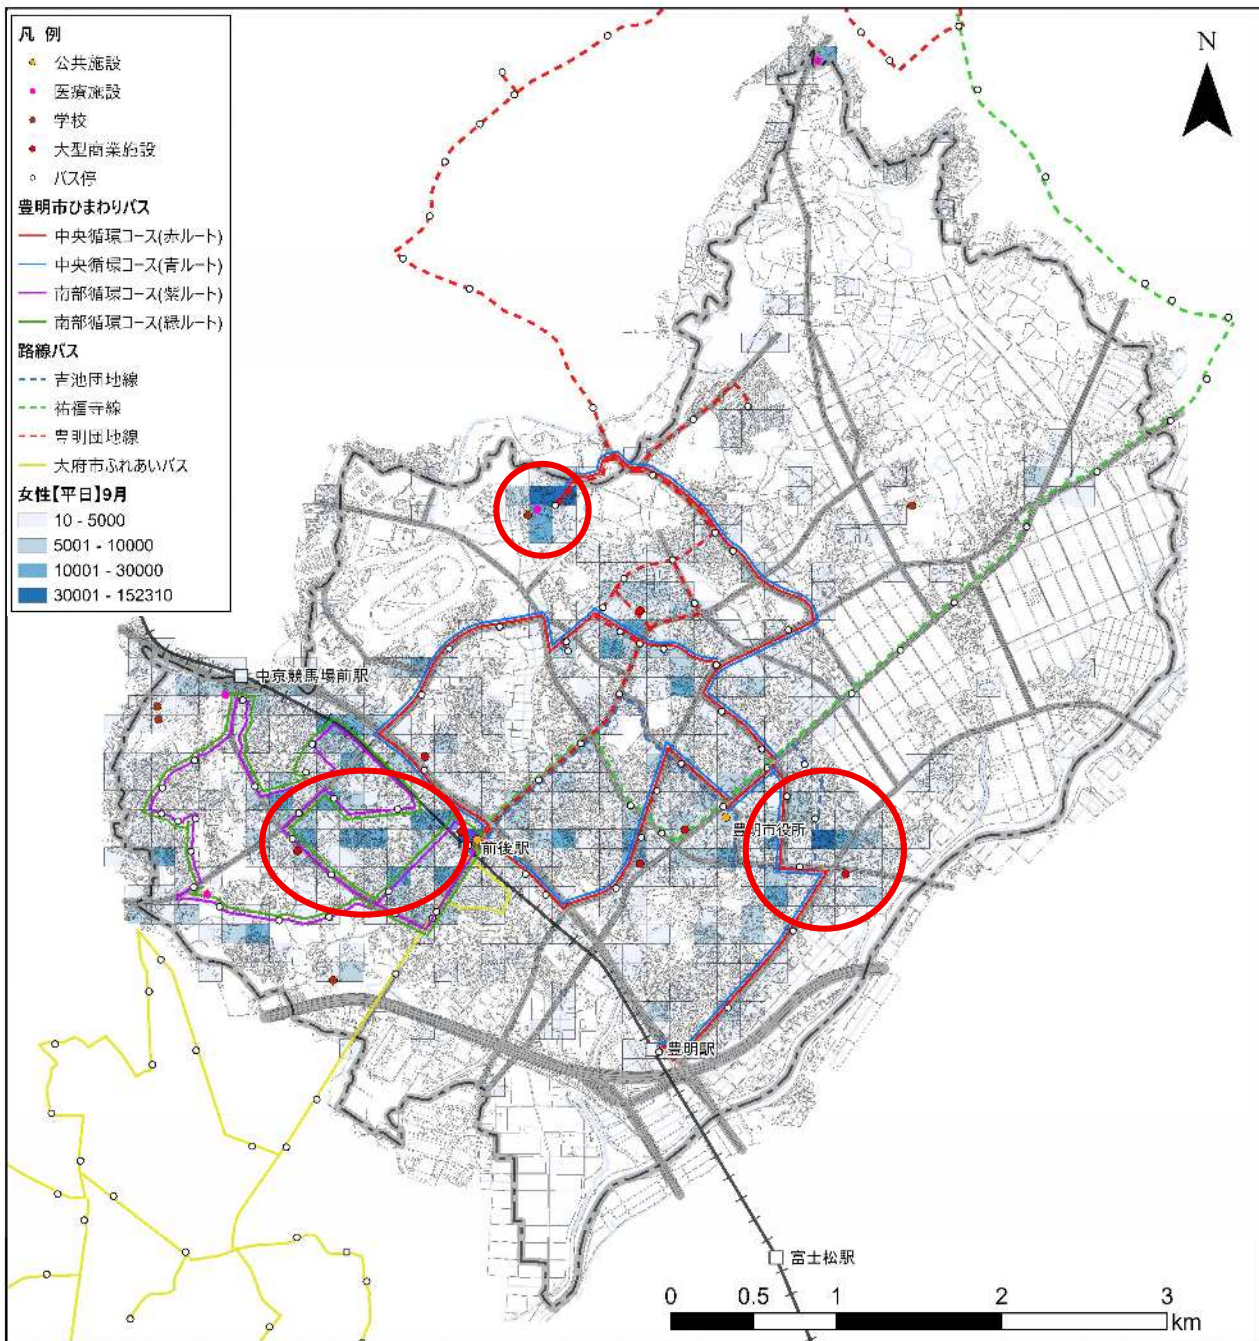 凡 例
公共施設
医療施設
学校
大型商業施設
バス停
豊明市ひまわりバス
中央循環コース(赤ルート)
中央循環コース(青ルート)
南部循環コース(紫ルート)
南部循環コース(緑ルート)
路線バス
吉池団地線
祐福寺線
豊明団地線
大府市ふれあいバス
女性【平日】9月
10 - 5000
5001 - 10000
10001 - 30000
30001 - 152310
N
中京競馬場前駅
豊明市役所
前後駅
豊明駅
富士松駅
0 0.5 1 2 3
km